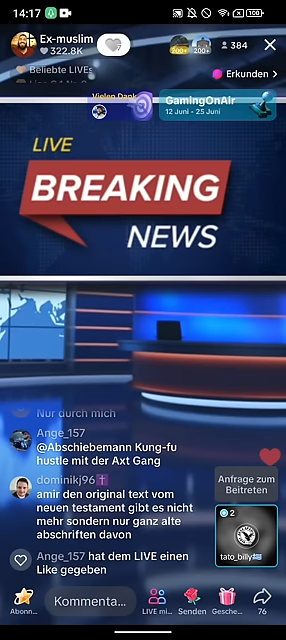 14:17
100
Ex-muslim
322.8K
200+
200+
384
Beliebte LIVEs
Erkunden >
Vielen Dank
GamingOnAir
12 Juni - 25 Juni
LIVE
BREAKING
NEWS
Nur durch mich
Ange_157
@Abschiebemann Kung-fu
hustle mit der Axt Gang
dominikj96
amir den original text vom
neuen testament gibt es nicht
mehr sondern nur ganz alte
abschriften davon
Anfrage zum
Beitreten
2
tato_billy
Ange_157 hat dem LIVE einen
Like gegeben
Abonn...
Kommenta...
LIVE mi...
Senden
Gesche...
76